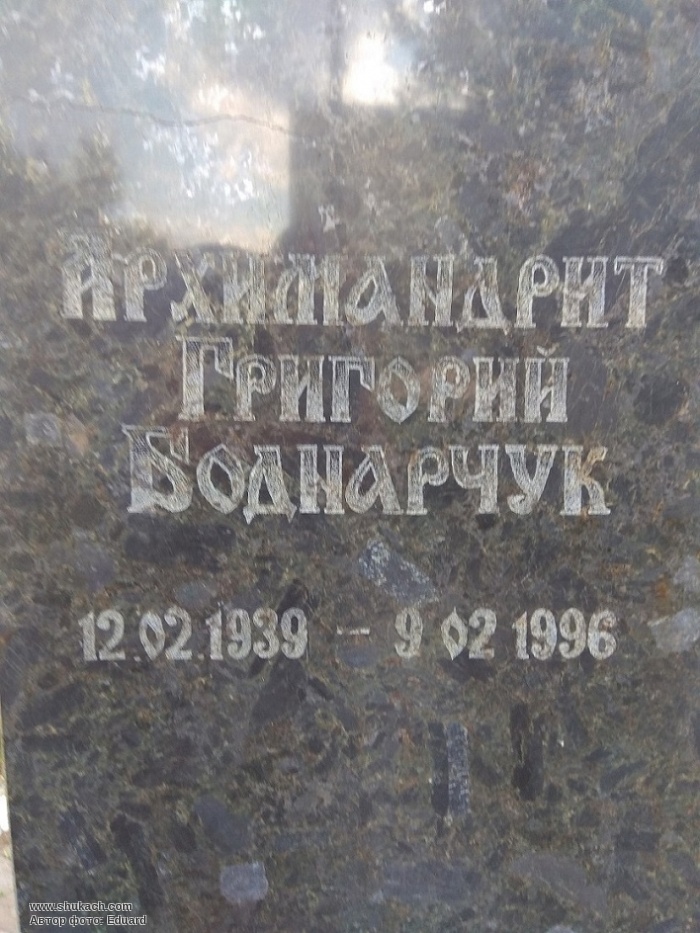 Архимандрит
Григорий
Боднарчук
12.02.1939 – 9 02 1996
www.shukach.com
Автор фото: Eduard